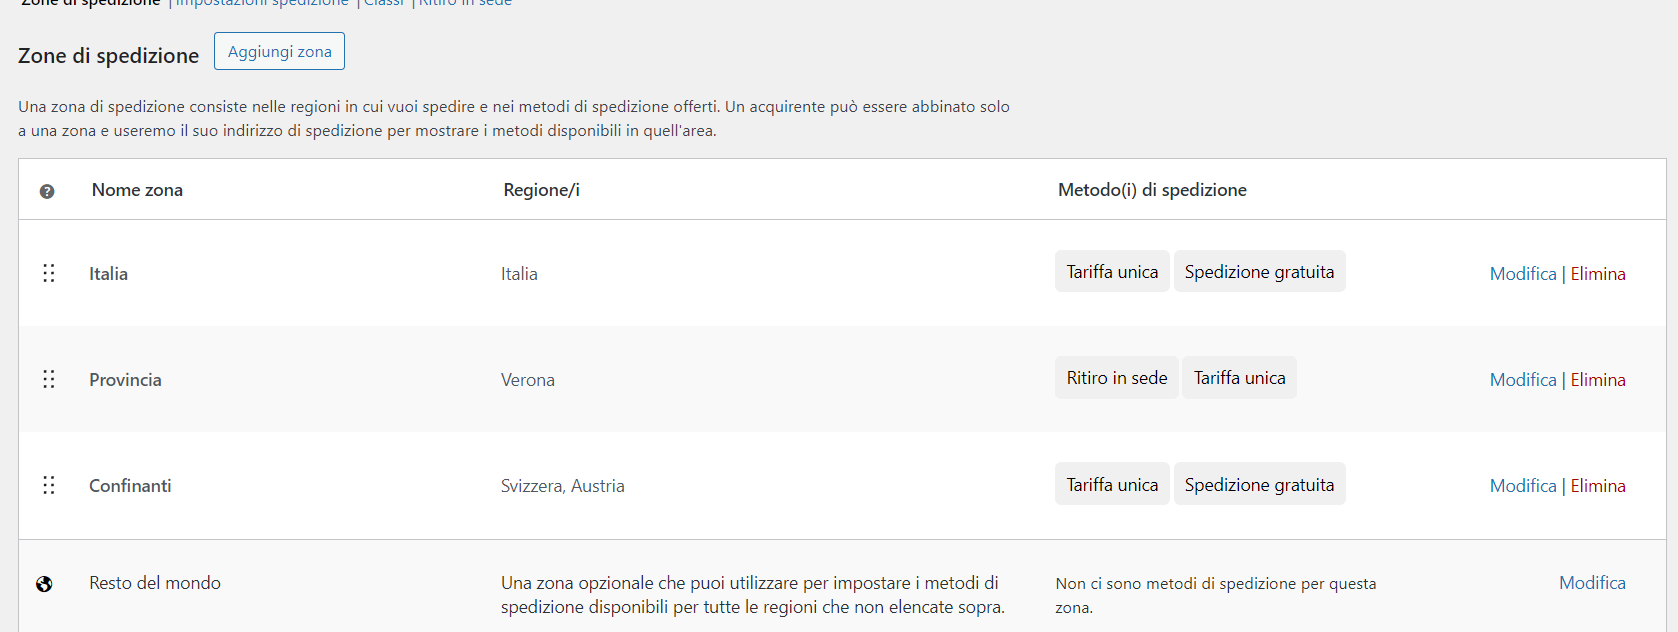 Zone di spedizione | Impostazioni spedizione | Classi | Ritiro in sede
Zone di spedizione Aggiungi zona
Una zona di spedizione consiste nelle regioni in cui vuoi spedire e nei metodi di spedizione offerti. Un acquirente può essere abbinato solo
a una zona e useremo il suo indirizzo di spedizione per mostrare i metodi disponibili in quell'area.
? Nome zona Regione/i Metodo(i) di spedizione
Italia Italia Tariffa unica Spedizione gratuita Modifica | Elimina
Provincia Verona Ritiro in sede Tariffa unica Modifica | Elimina
Confinanti Svizzera, Austria Tariffa unica Spedizione gratuita Modifica | Elimina
Resto del mondo Una zona opzionale che puoi utilizzare per impostare i metodi di Non ci sono metodi di spedizione per questa Modifica
spedizione disponibili per tutte le regioni che non elencate sopra. zona.